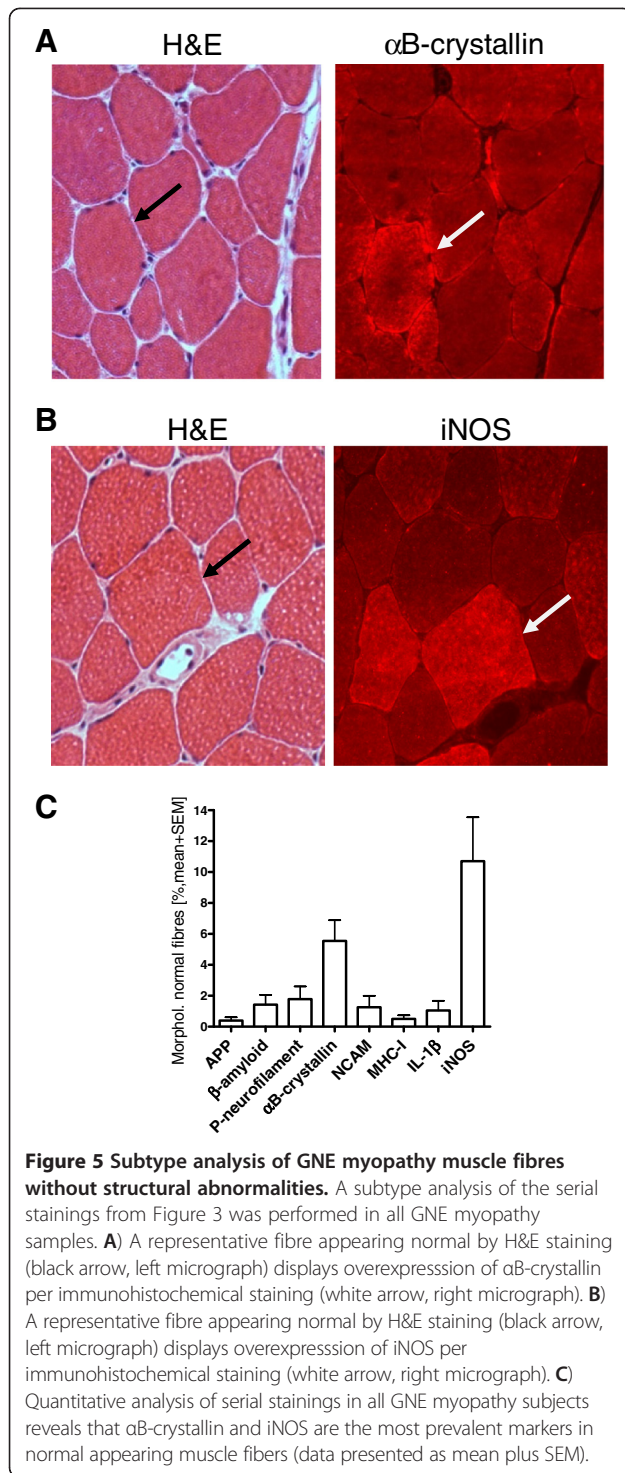 A
H&E
αB-crystallin
B
H&E
iNOS
C
Morphol. normal fibres [%,mean+SEM]
14
12
10
8
6
4
2
0
APP
β-amyloid
P-neurofilament
αB-crystallin
NCAM
MHC-I
IL-1β
iNOS
Figure 5 Subtype analysis of GNE myopathy muscle fibres
without structural abnormalities. A subtype analysis of the serial
stainings from Figure 3 was performed in all GNE myopathy
samples. A) A representative fibre appearing normal by H&E staining
(black arrow, left micrograph) displays overexpresssion of αB-crystallin
per immunohistochemical staining (white arrow, right micrograph). B)
A representative fibre appearing normal by H&E staining (black arrow,
left micrograph) displays overexpresssion of iNOS per
immunohistochemical staining (white arrow, right micrograph). C)
Quantitative analysis of serial stainings in all GNE myopathy subjects
reveals that αB-crystallin and iNOS are the most prevalent markers in
normal appearing muscle fibers (data presented as mean plus SEM).